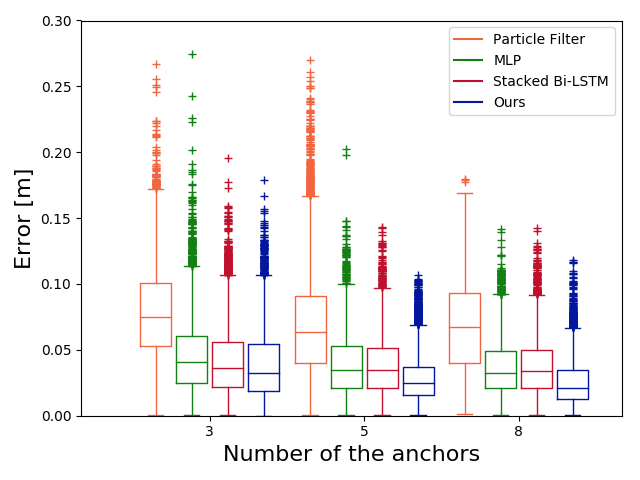 0.30
0.25
0.20
0.15
0.10
0.05
0.00
Error [m]
Particle Filter
MLP
Stacked Bi-LSTM
Ours
3 5 8
Number of the anchors